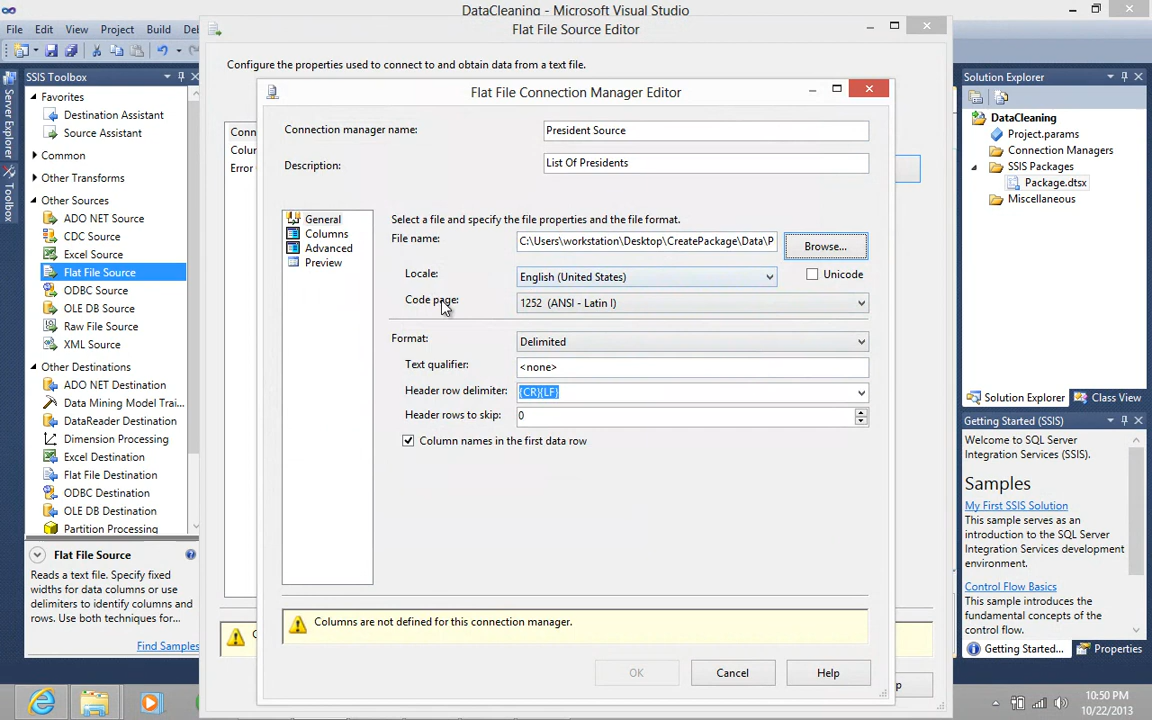 DataCleaning - Microsoft Visual Studio
File Edit View Project Build Del
SSIS Toolbox
Server Explorer
Toolbox
Favorites
Destination Assistant
Source Assistant
Common
Other Transforms
Other Sources
ADO NET Source
CDC Source
Excel Source
Flat File Source
ODBC Source
OLE DB Source
Raw File Source
XML Source
Other Destinations
ADO NET Destination
Data Mining Model Trai...
DataReader Destination
Dimension Processing
Excel Destination
Flat File Destination
ODBC Destination
OLE DB Destination
Partition Processing
Flat File Source
Reads a text file. Specify fixed
widths for data columns or use
delimiters to identify columns and
rows. Use both techniques for...
Find Samples
Flat File Source Editor
Configure the properties used to connect to and obtain data from a text file.
Conne
Colun
Error
Flat File Connection Manager Editor
Connection manager name: President Source
Description: List Of Presidents
General
Columns
Advanced
Preview
Select a file and specify the file properties and the file format.
File name: C:\Users\workstation\Desktop\CreatePackage\Data\P Browse...
Locale: English (United States) Unicode
Code page: 1252 (ANSI - Latin I)
Format: Delimited
Text qualifier: <none>
Header row delimiter: {CR}{LF}
Header rows to skip: 0
Column names in the first data row
Columns are not defined for this connection manager.
OK Cancel Help
Solution Explorer
DataCleaning
Project.params
Connection Managers
SSIS Packages
Package.dtsx
Miscellaneous
Solution Explorer Class View
Getting Started (SSIS)
Welcome to SQL Server
Integration Services (SSIS).
Samples
My First SSIS Solution
This sample serves as an
introduction to the SQL Server
Integration Services development
environment.
Control Flow Basics
This sample introduces the
fundamental concepts of the
control flow.
Getting Started... Properties
10:50 PM
10/22/2013